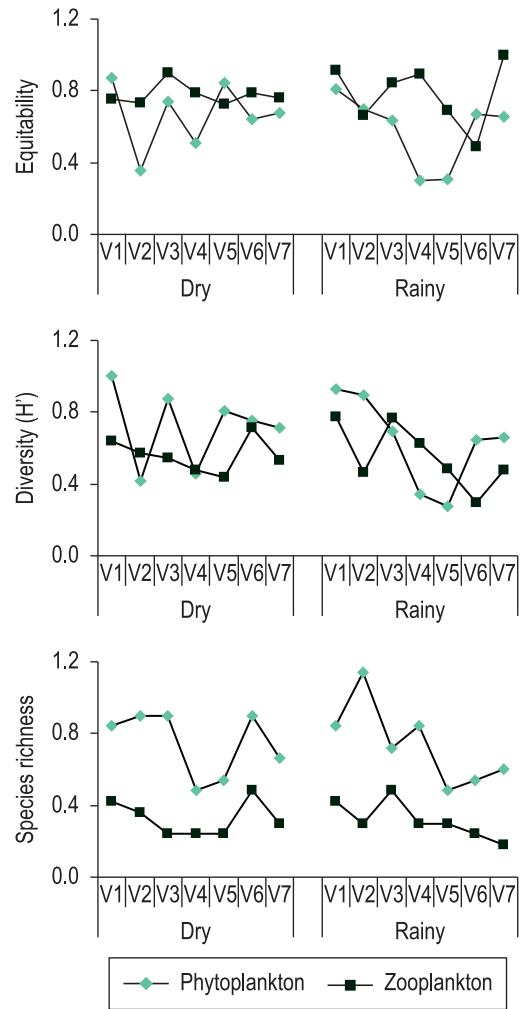 Equitability
1.2
0.8
0.4
0.0
V1 V2 V3 V4 V5 V6 V7 V1 V2 V3 V4 V5 V6 V7
Dry Rainy
Diversity (H')
1.2
0.8
0.4
0.0
V1 V2 V3 V4 V5 V6 V7 V1 V2 V3 V4 V5 V6 V7
Dry Rainy
Species richness
1.2
0.8
0.4
0.0
V1 V2 V3 V4 V5 V6 V7 V1 V2 V3 V4 V5 V6 V7
Dry Rainy
Phytoplankton Zooplankton